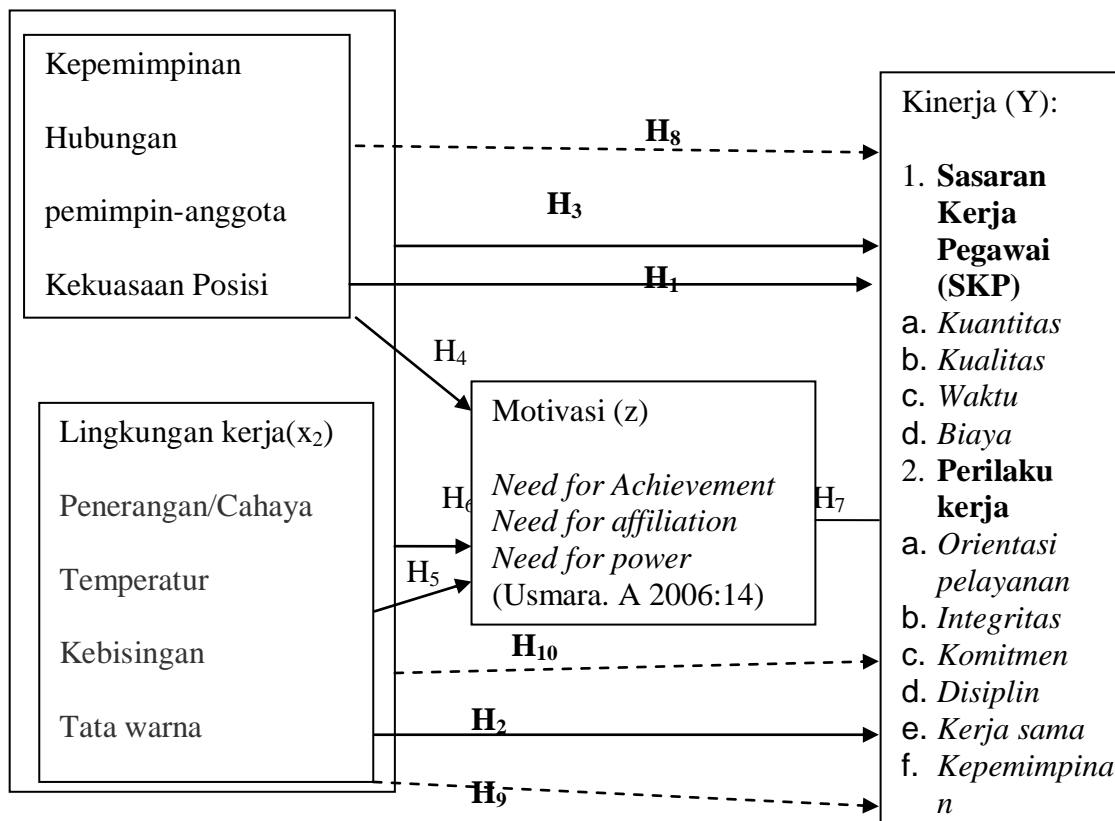 Kepemimpinan
Hubungan
pemimpin-anggota
Kekuasaan Posisi
Lingkungan kerja(x₂)
Penerangan/Cahaya
Temperatur
Kebisingan
Tata warna
H₈
H₃
H₁
H₄
H₆
H₅
H₁₀
H₂
H₉
Motivasi (z)
Need for Achievement
Need for affiliation
Need for power
(Usmara. A 2006:14)
H₇
Kinerja (Y):
1. Sasaran
Kerja
Pegawai
(SKP)
a. Kuantitas
b. Kualitas
c. Waktu
d. Biaya
2. Perilaku
kerja
a. Orientasi
pelayanan
b. Integritas
c. Komitmen
d. Disiplin
e. Kerja sama
f. Kepemimpina
n